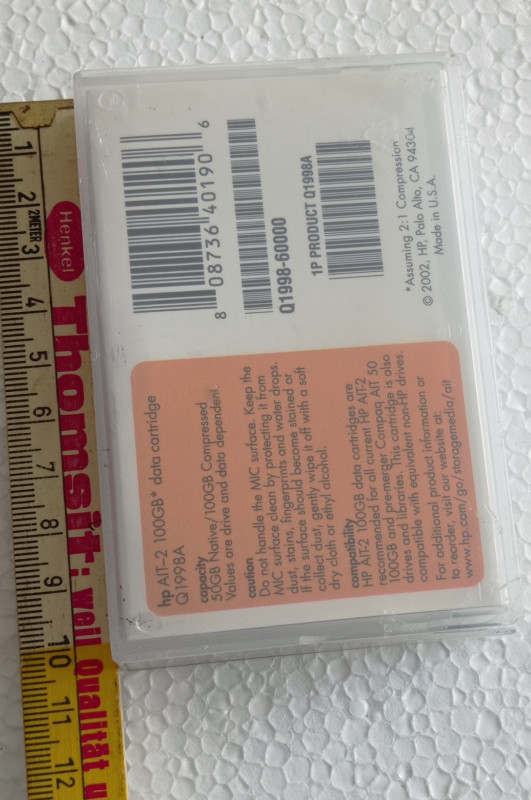 hp AIT-2 100GB* data cartridge
Q1998A
capacity
50GB Native/100GB Compressed
Values are drive and data dependent.
caution
Do not handle the MIC surface. Keep the
MIC surface clean by protecting it from
dust, stains, fingerprints and water drops.
If the surface should become stained or
collect dust, gently wipe it off with a soft
dry cloth or ethyl alcohol.
compatibility
HP AIT-2 100GB data cartridges are
recommended for all current HP AIT-2
100GB and pre-merger Compaq AIT 50
drives and libraries. This cartridge is also
compatible with equivalent non-HP drives.
For additional product information or
to reorder, visit our website at:
www.hp.com/go/storagemedia/ait
8 08736 40190 6
Q1998-60000
1P PRODUCT Q1998A
*Assuming 2:1 Compression
© 2002, HP, Palo Alto, CA 94304
Made in U.S.A.
1 2 3 4 5 6 7 8 9 10 11 12
2METER
Henkel
Thomsit: weil Qualität u